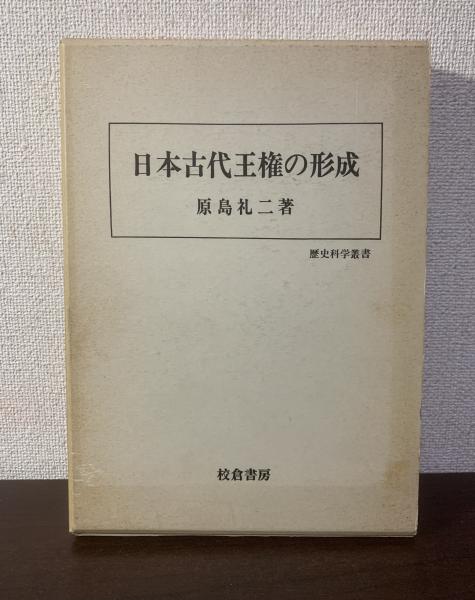 日本古代王権の形成
原島礼二著
歴史科学叢書
校倉書房